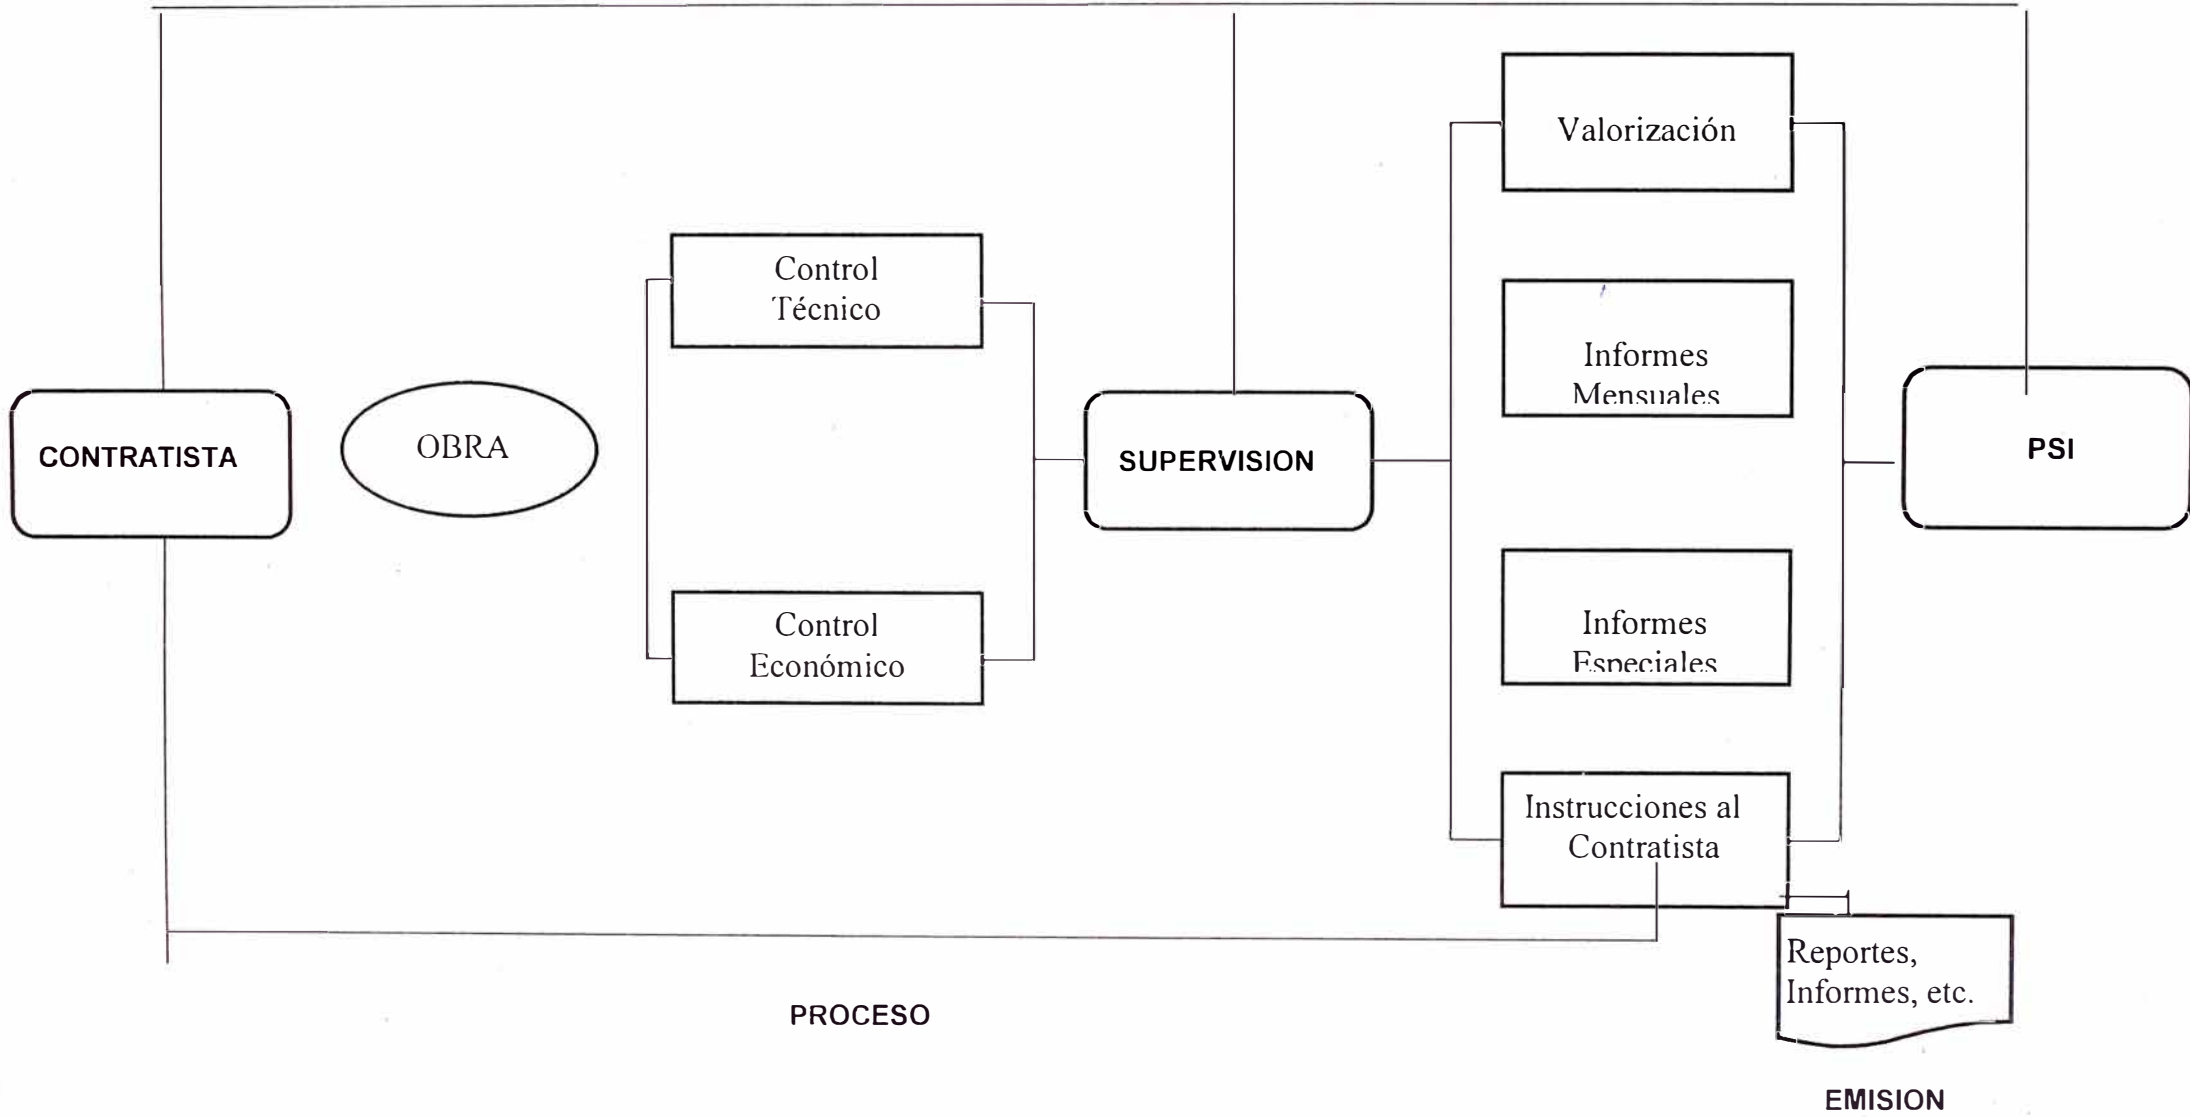 Valorización
Control
Técnico
Informes
Mensuales
CONTRATISTA
OBRA
SUPERVISION
PSI
Control
Económico
Informes
Especiales
Instrucciones al
Contratista
Reportes,
Informes, etc.
PROCESO
EMISION